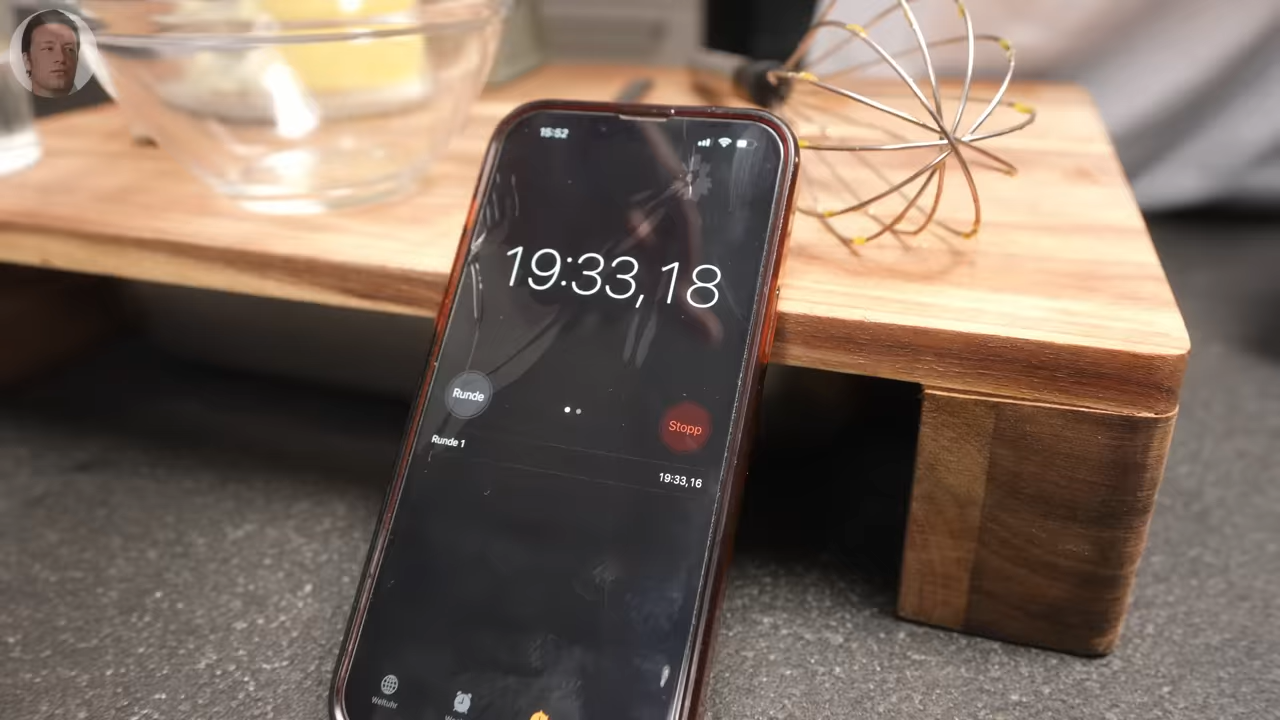 15:52
19:33,18
Runde
Stopp
Runde 1
19:33,16
Weltuhr